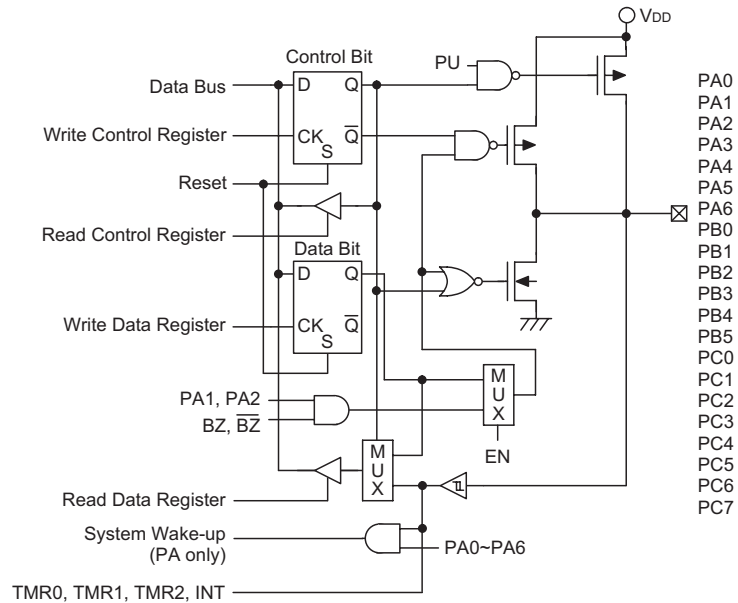 VDD
Control Bit
PU
Data Bus
D
Q
Write Control Register
CK
Q̅
S
Reset
Read Control Register
Data Bit
D
Q
Write Data Register
CK
Q̅
S
PA1, PA2
BZ, B̅Z̅
M
U
X
EN
M
U
X
Read Data Register
System Wake-up
(PA only)
PA0~PA6
TMR0, TMR1, TMR2, INT
PA0
PA1
PA2
PA3
PA4
PA5
PA6
PB0
PB1
PB2
PB3
PB4
PB5
PC0
PC1
PC2
PC3
PC4
PC5
PC6
PC7